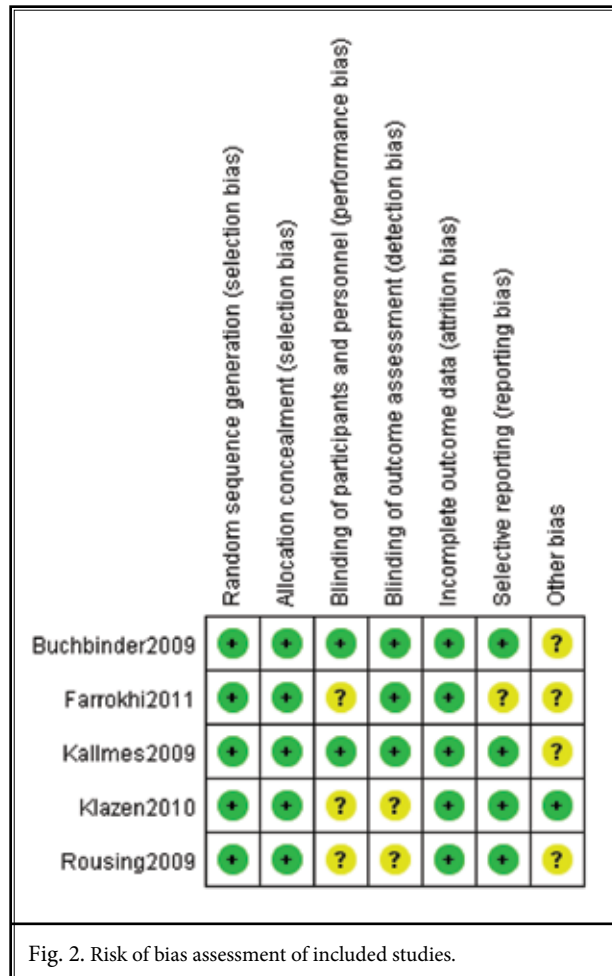 Random sequence generation (selection bias)
Allocation concealment (selection bias)
Blinding of participants and personnel (performance bias)
Blinding of outcome assessment (detection bias)
Incomplete outcome data (attrition bias)
Selective reporting (reporting bias)
Other bias
Buchbinder2009 + + + + + + ?
Farrokhi2011 + + ? + + ? ?
Kallmes2009 + + + + + + ?
Klazen2010 + + ? ? + + +
Rousing2009 + + ? ? + + ?
Fig. 2. Risk of bias assessment of included studies.